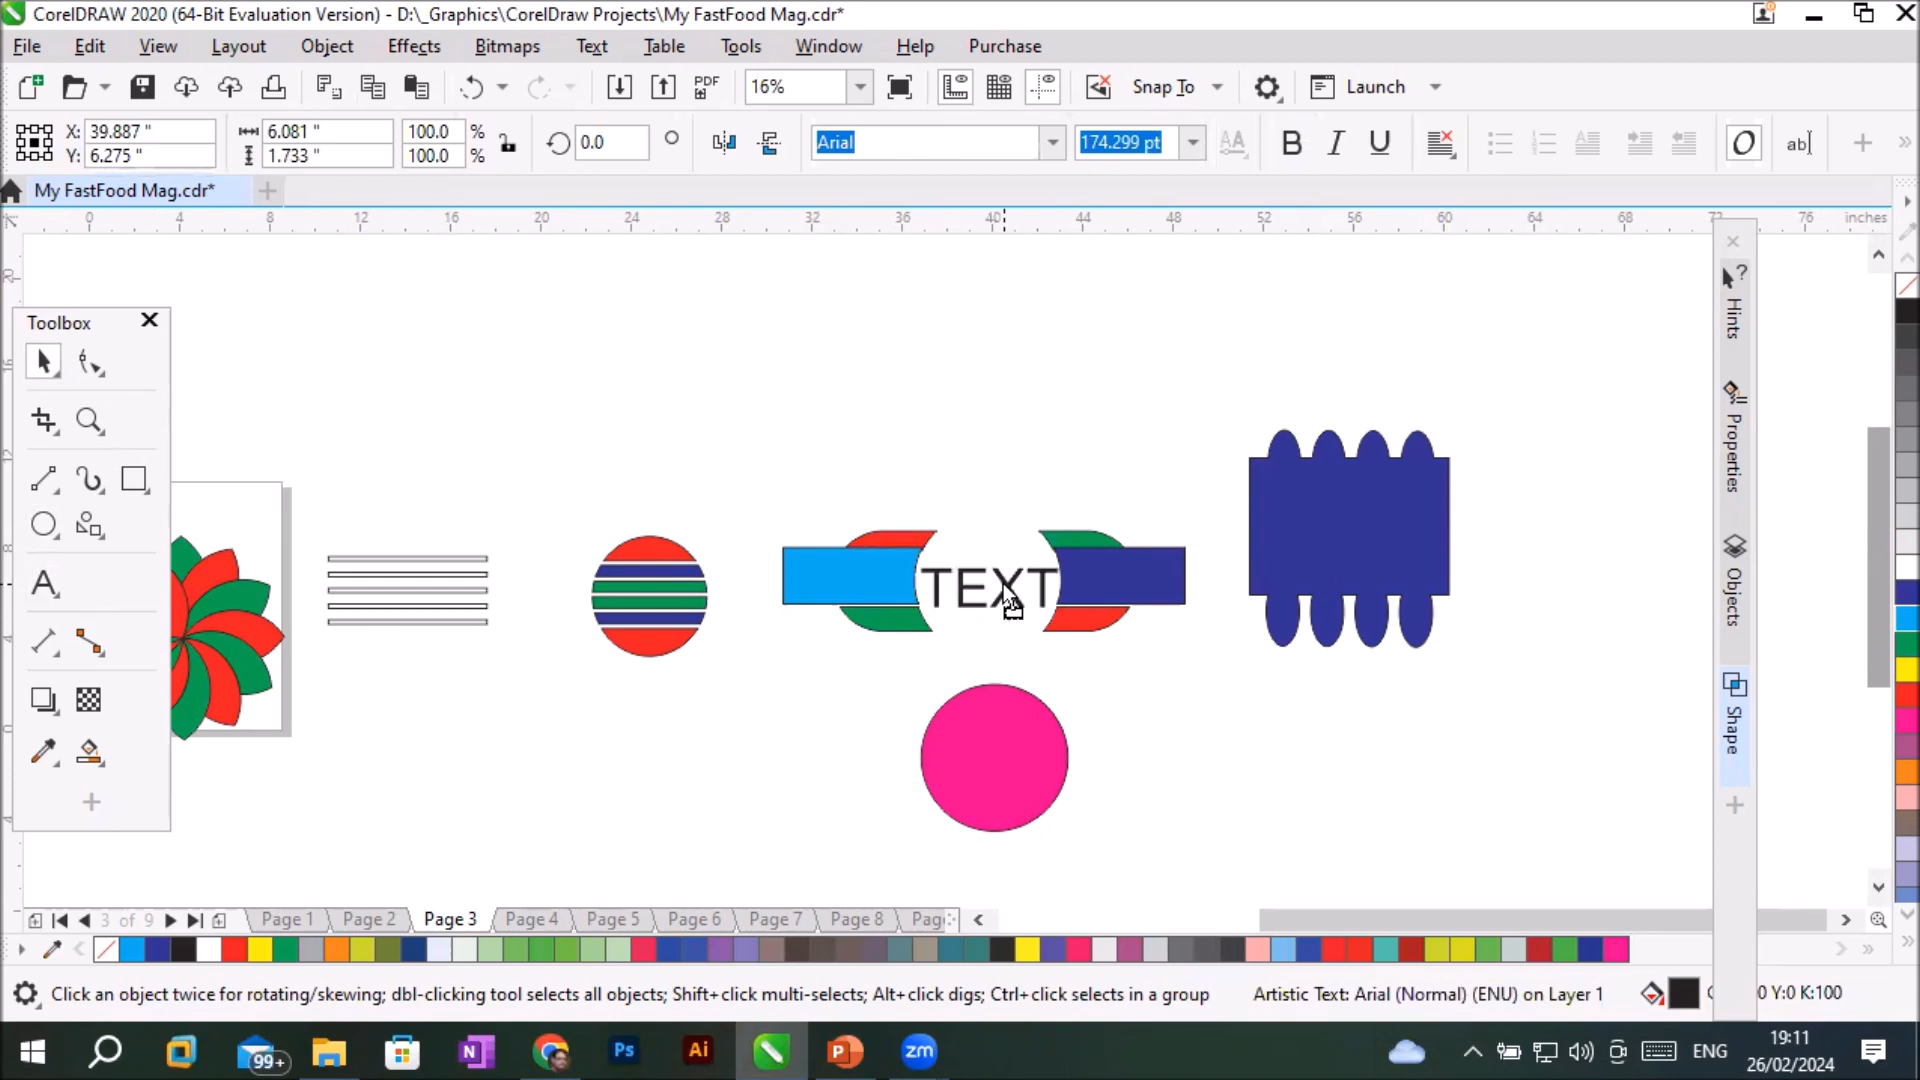 CorelDRAW 2020 (64-Bit Evaluation Version) - D:\_Graphics\CorelDraw Projects\My FastFood Mag.cdr*
File Edit View Layout Object Effects Bitmaps Text Table Tools Window Help Purchase
PDF 16% Snap To Launch
X: 39.887 " 6.081 " 100.0 %
Y: 6.275 " 1.733 " 100.0 %
0.0 Arial 174.299 pt AA B I U O ab
My FastFood Mag.cdr*
0 4 8 12 16 20 24 28 32 36 40 44 48 52 56 60 64 68 72 76 inches
Toolbox
Hints
Properties
Objects
Shape
TEXT
3 of 9 Page 1 Page 2 Page 3 Page 4 Page 5 Page 6 Page 7 Page 8 Pag
Click an object twice for rotating/skewing; dbl-clicking tool selects all objects; Shift+click multi-selects; Alt+click digs; Ctrl+click selects in a group Artistic Text: Arial (Normal) (ENU) on Layer 1 0 Y:0 K:100
99+ N Ps Ai P zm ENG
19:11
26/02/2024